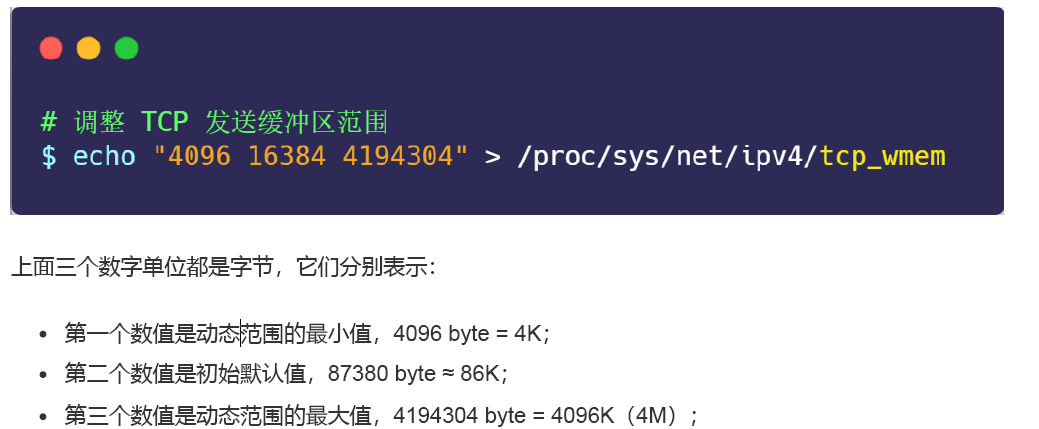 # 调整 TCP 发送缓冲区范围
$ echo "4096 16384 4194304" > /proc/sys/net/ipv4/tcp_wmem
上面三个数字单位都是字节，它们分别表示：
• 第一个数值是动态范围的最小值，4096 byte = 4K；
• 第二个数值是初始默认值，87380 byte ≈ 86K；
• 第三个数值是动态范围的最大值，4194304 byte = 4096K（4M）；